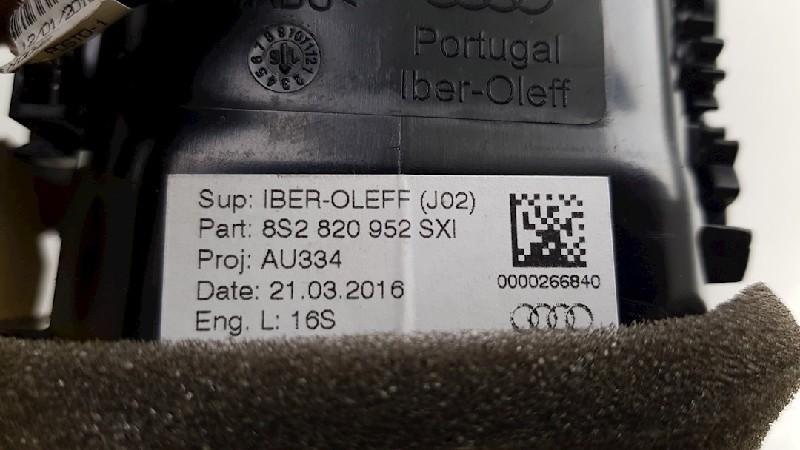 Portugal
Iber-Oleff
Sup: IBER-OLEFF (J02)
Part: 8S2 820 952 SXI
Proj: AU334
Date: 21.03.2016
Eng. L: 16S
0000266840